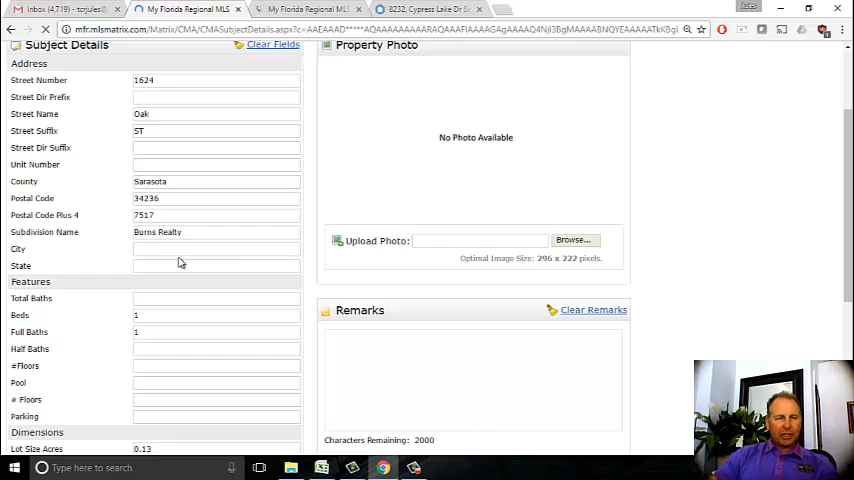 Jules
Inbox (4,719) - tcrjules@
My Florida Regional MLS
My Florida Regional MLS
8232, Cypress Lake Dr Sa
mfr.mlsmatrix.com/Matrix/CMA/CMASubjectDetails.aspx?c=
Subject Details
Clear Fields
Property Photo
Address
Street Number 1624
Street Dir Prefix
Street Name Oak
No Photo Available
Street Suffix ST
Street Dir Suffix
Unit Number
County Sarasota
Postal Code 34236
Postal Code Plus 4 7517
Subdivision Name Burns Realty
Upload Photo: Browse...
City
Optimal Image Size: 296 x 222 pixels.
State
Features
Total Baths
Remarks
Clear Remarks
Beds 1
Full Baths 1
Half Baths
#Floors
Pool
# Floors
Parking
Dimensions
Characters Remaining: 2000
Lot Size Acres 0.13
Type here to search